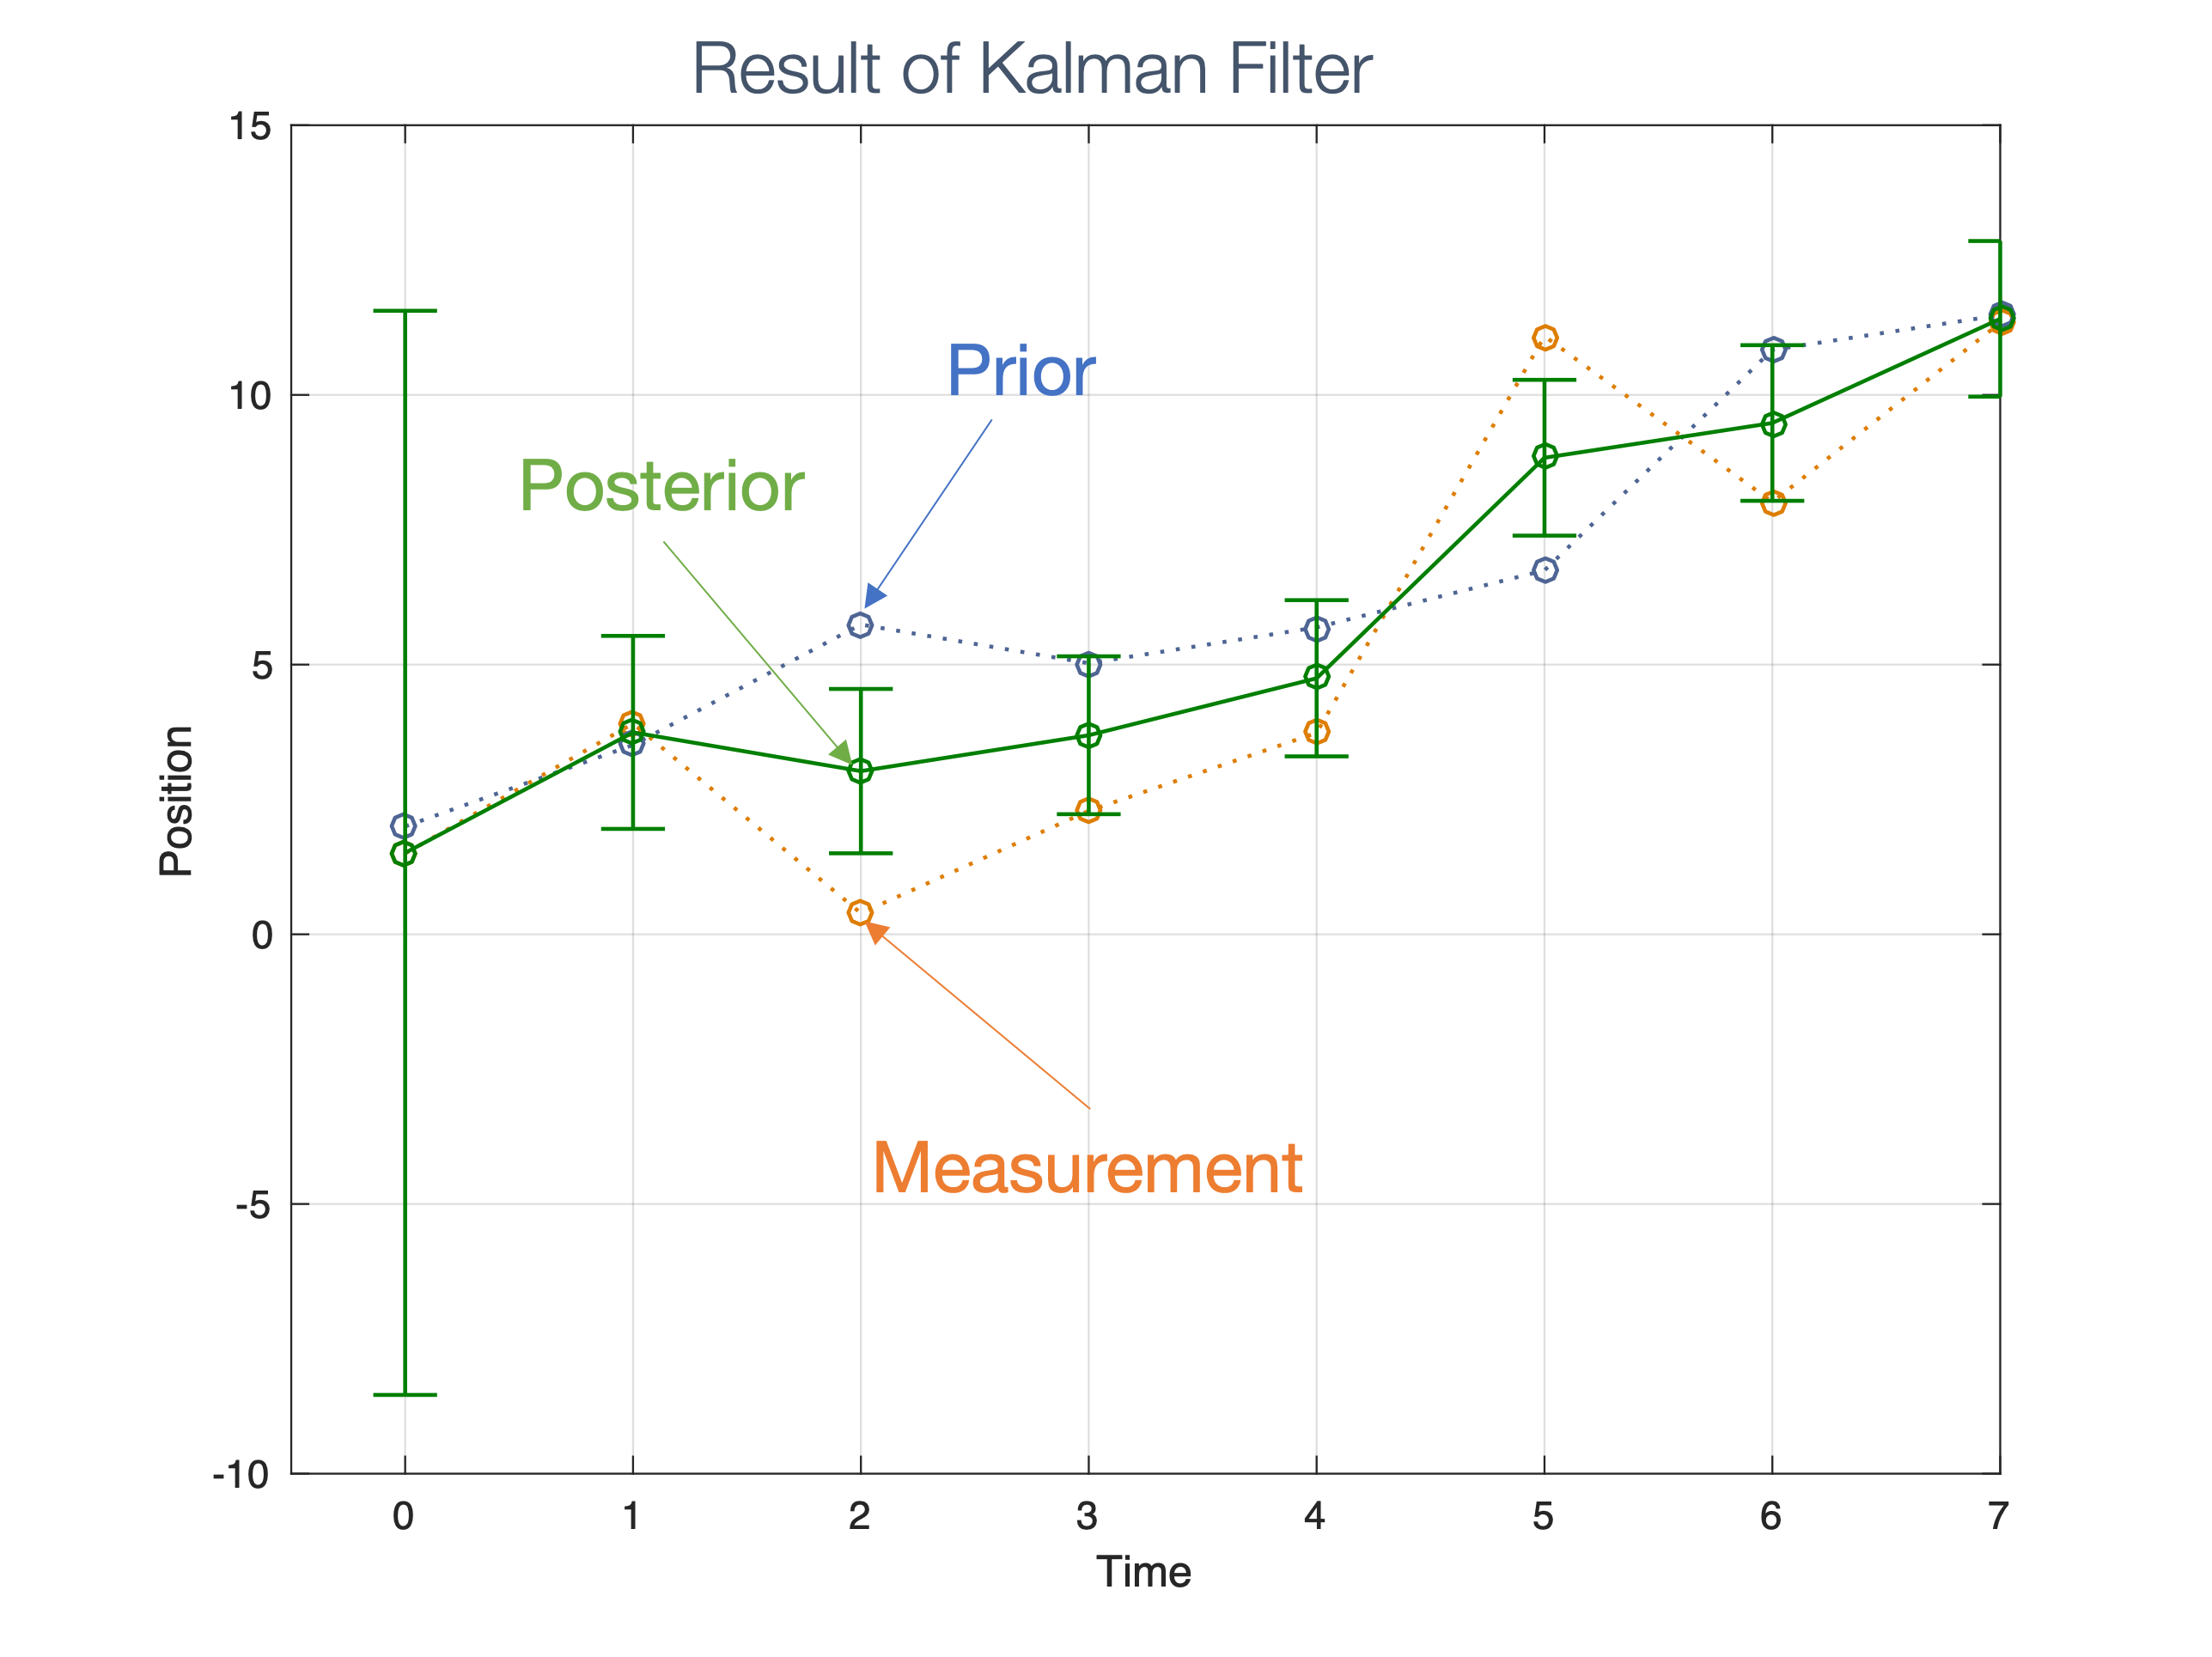 Result of Kalman Filter
15
10
5
0
-5
-10
Position
Prior
Posterior
Measurement
0 1 2 3 4 5 6 7
Time